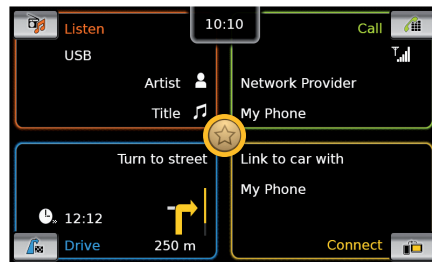 10:10
Listen
USB
Artist
Title
Call
Network Provider
My Phone
Turn to street
12:12
250 m
Drive
Link to car with
My Phone
Connect